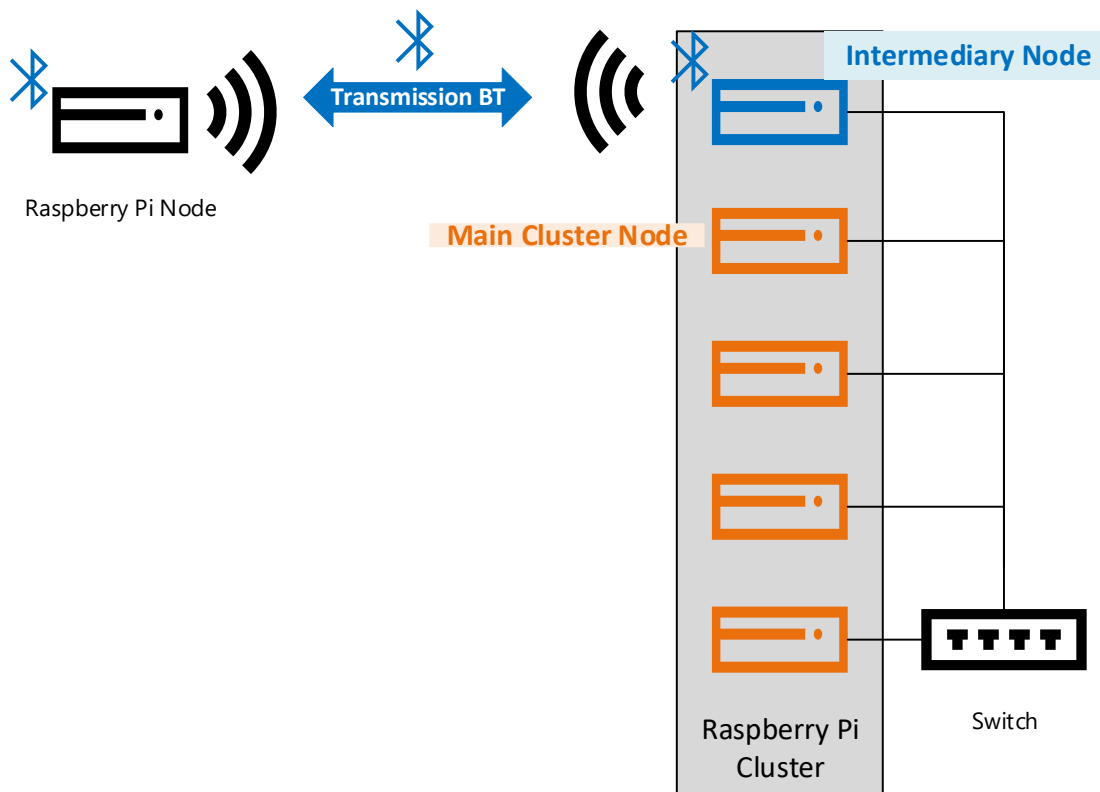 Intermediary Node
Transmission BT
Raspberry Pi Node
Main Cluster Node
Raspberry Pi
Cluster
Switch